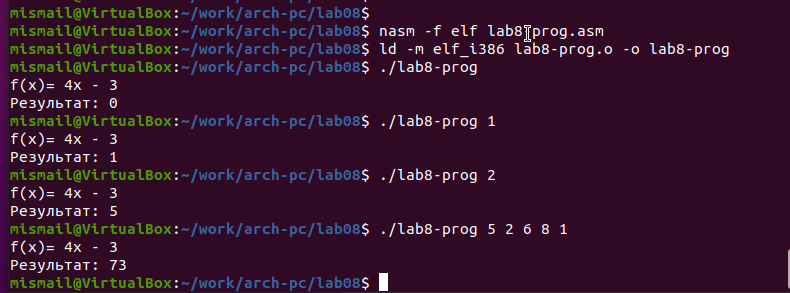 mismail@VirtualBox:~/work/arch-pc/lab08$
mismail@VirtualBox:~/work/arch-pc/lab08$ nasm -f elf lab8-prog.asm
mismail@VirtualBox:~/work/arch-pc/lab08$ ld -m elf_i386 lab8-prog.o -o lab8-prog
mismail@VirtualBox:~/work/arch-pc/lab08$ ./lab8-prog
f(x)= 4x - 3
Результат: 0
mismail@VirtualBox:~/work/arch-pc/lab08$ ./lab8-prog 1
f(x)= 4x - 3
Результат: 1
mismail@VirtualBox:~/work/arch-pc/lab08$ ./lab8-prog 2
f(x)= 4x - 3
Результат: 5
mismail@VirtualBox:~/work/arch-pc/lab08$ ./lab8-prog 5 2 6 8 1
f(x)= 4x - 3
Результат: 73
mismail@VirtualBox:~/work/arch-pc/lab08$